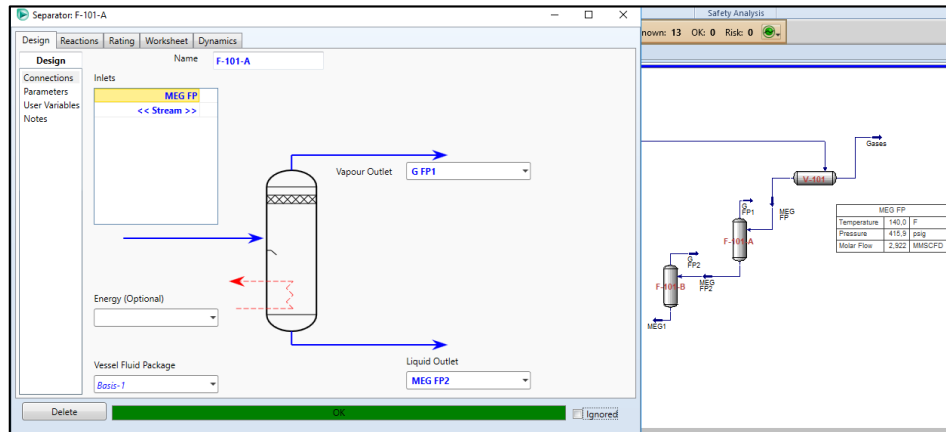 Separator: F-101-A
Design Reactions Rating Worksheet Dynamics
Design
Connections
Parameters
User Variables
Notes
Name F-101-A
Inlets
MEG FP
<< Stream >>
Vapour Outlet G FP1
Energy (Optional)
Vessel Fluid Package
Basis-1
Liquid Outlet
MEG FP2
Delete OK Ignored
Safety Analysis
nown: 13 OK: 0 Risk: 0
Gases
V-101
MEG
FP
G
FP1
F-101-A
G
FP2
MEG
FP2
F-101-B
MEG1
MEG FP
Temperature 140,0 F
Pressure 415,9 psig
Molar Flow 2,922 MMSCFD